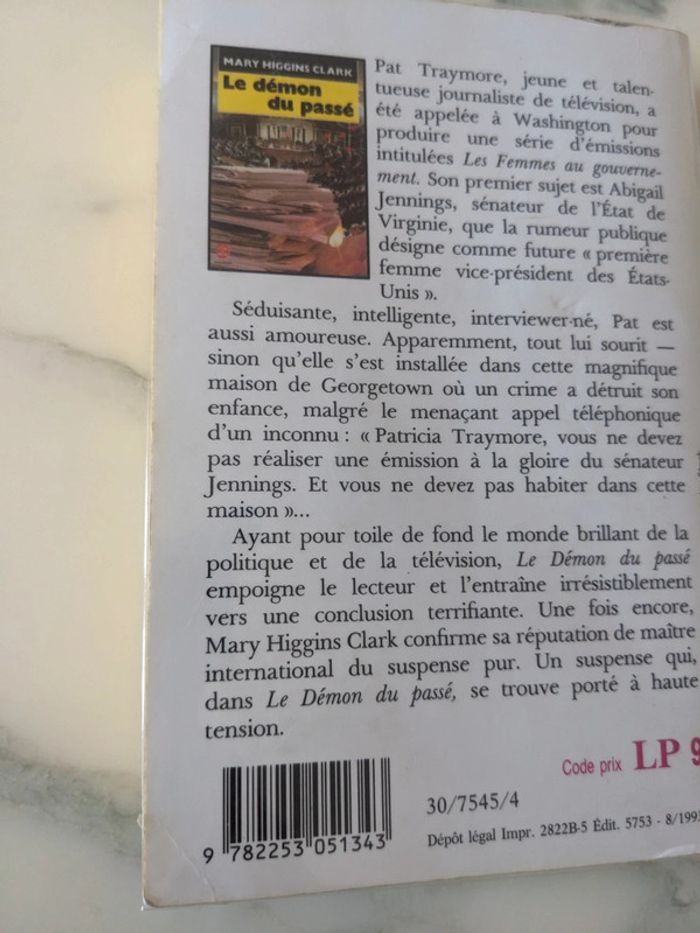 MARY HIGGINS CLARK
Le démon
du passé
Pat Traymore, jeune et talen-
tueuse journaliste de télévision, a
été appelée à Washington pour
produire une série d'émissions
intitulées Les Femmes au gouverne-
ment. Son premier sujet est Abigail
Jennings, sénateur de l'État de
Virginie, que la rumeur publique
désigne comme future « première
femme vice-président des États-
Unis ».
Séduisante, intelligente, interviewer-né, Pat est
aussi amoureuse. Apparemment, tout lui sourit —
sinon qu'elle s'est installée dans cette magnifique
maison de Georgetown où un crime a détruit son
enfance, malgré le menaçant appel téléphonique
d'un inconnu : « Patricia Traymore, vous ne devez
pas réaliser une émission à la gloire du sénateur
Jennings. Et vous ne devez pas habiter dans cette
maison »...
Ayant pour toile de fond le monde brillant de la
politique et de la télévision, Le Démon du passé
empoigne le lecteur et l'entraîne irrésistiblement
vers une conclusion terrifiante. Une fois encore,
Mary Higgins Clark confirme sa réputation de maître
international du suspense pur. Un suspense qui,
dans Le Démon du passé, se trouve porté à haute
tension.
Code prix LP 9
30/7545/4
Dépôt légal Impr. 2822B-5 Édit. 5753 - 8/1993
9 782253 051343